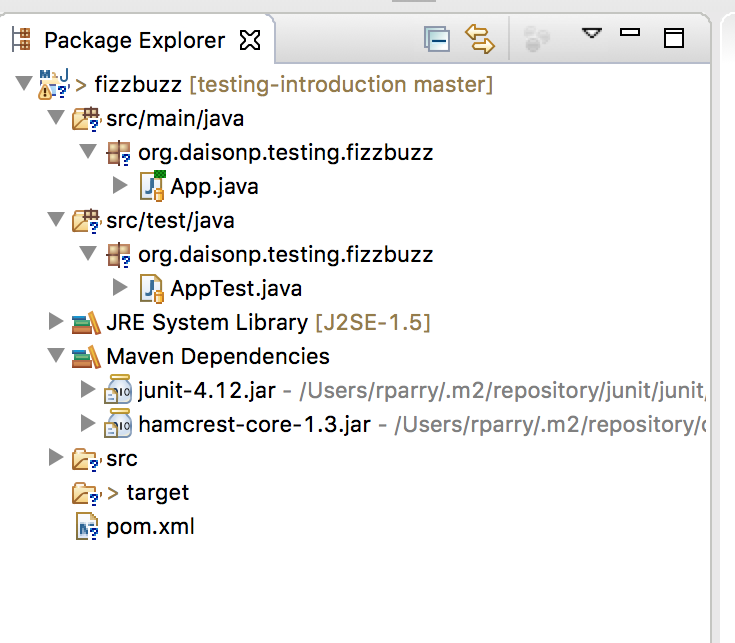 Package Explorer
> fizzbuzz [testing-introduction master]
src/main/java
org.daisonp.testing.fizzbuzz
App.java
src/test/java
org.daisonp.testing.fizzbuzz
AppTest.java
JRE System Library [J2SE-1.5]
Maven Dependencies
junit-4.12.jar - /Users/rparry/.m2/repository/junit/junit,
hamcrest-core-1.3.jar - /Users/rparry/.m2/repository/
src
> target
pom.xml